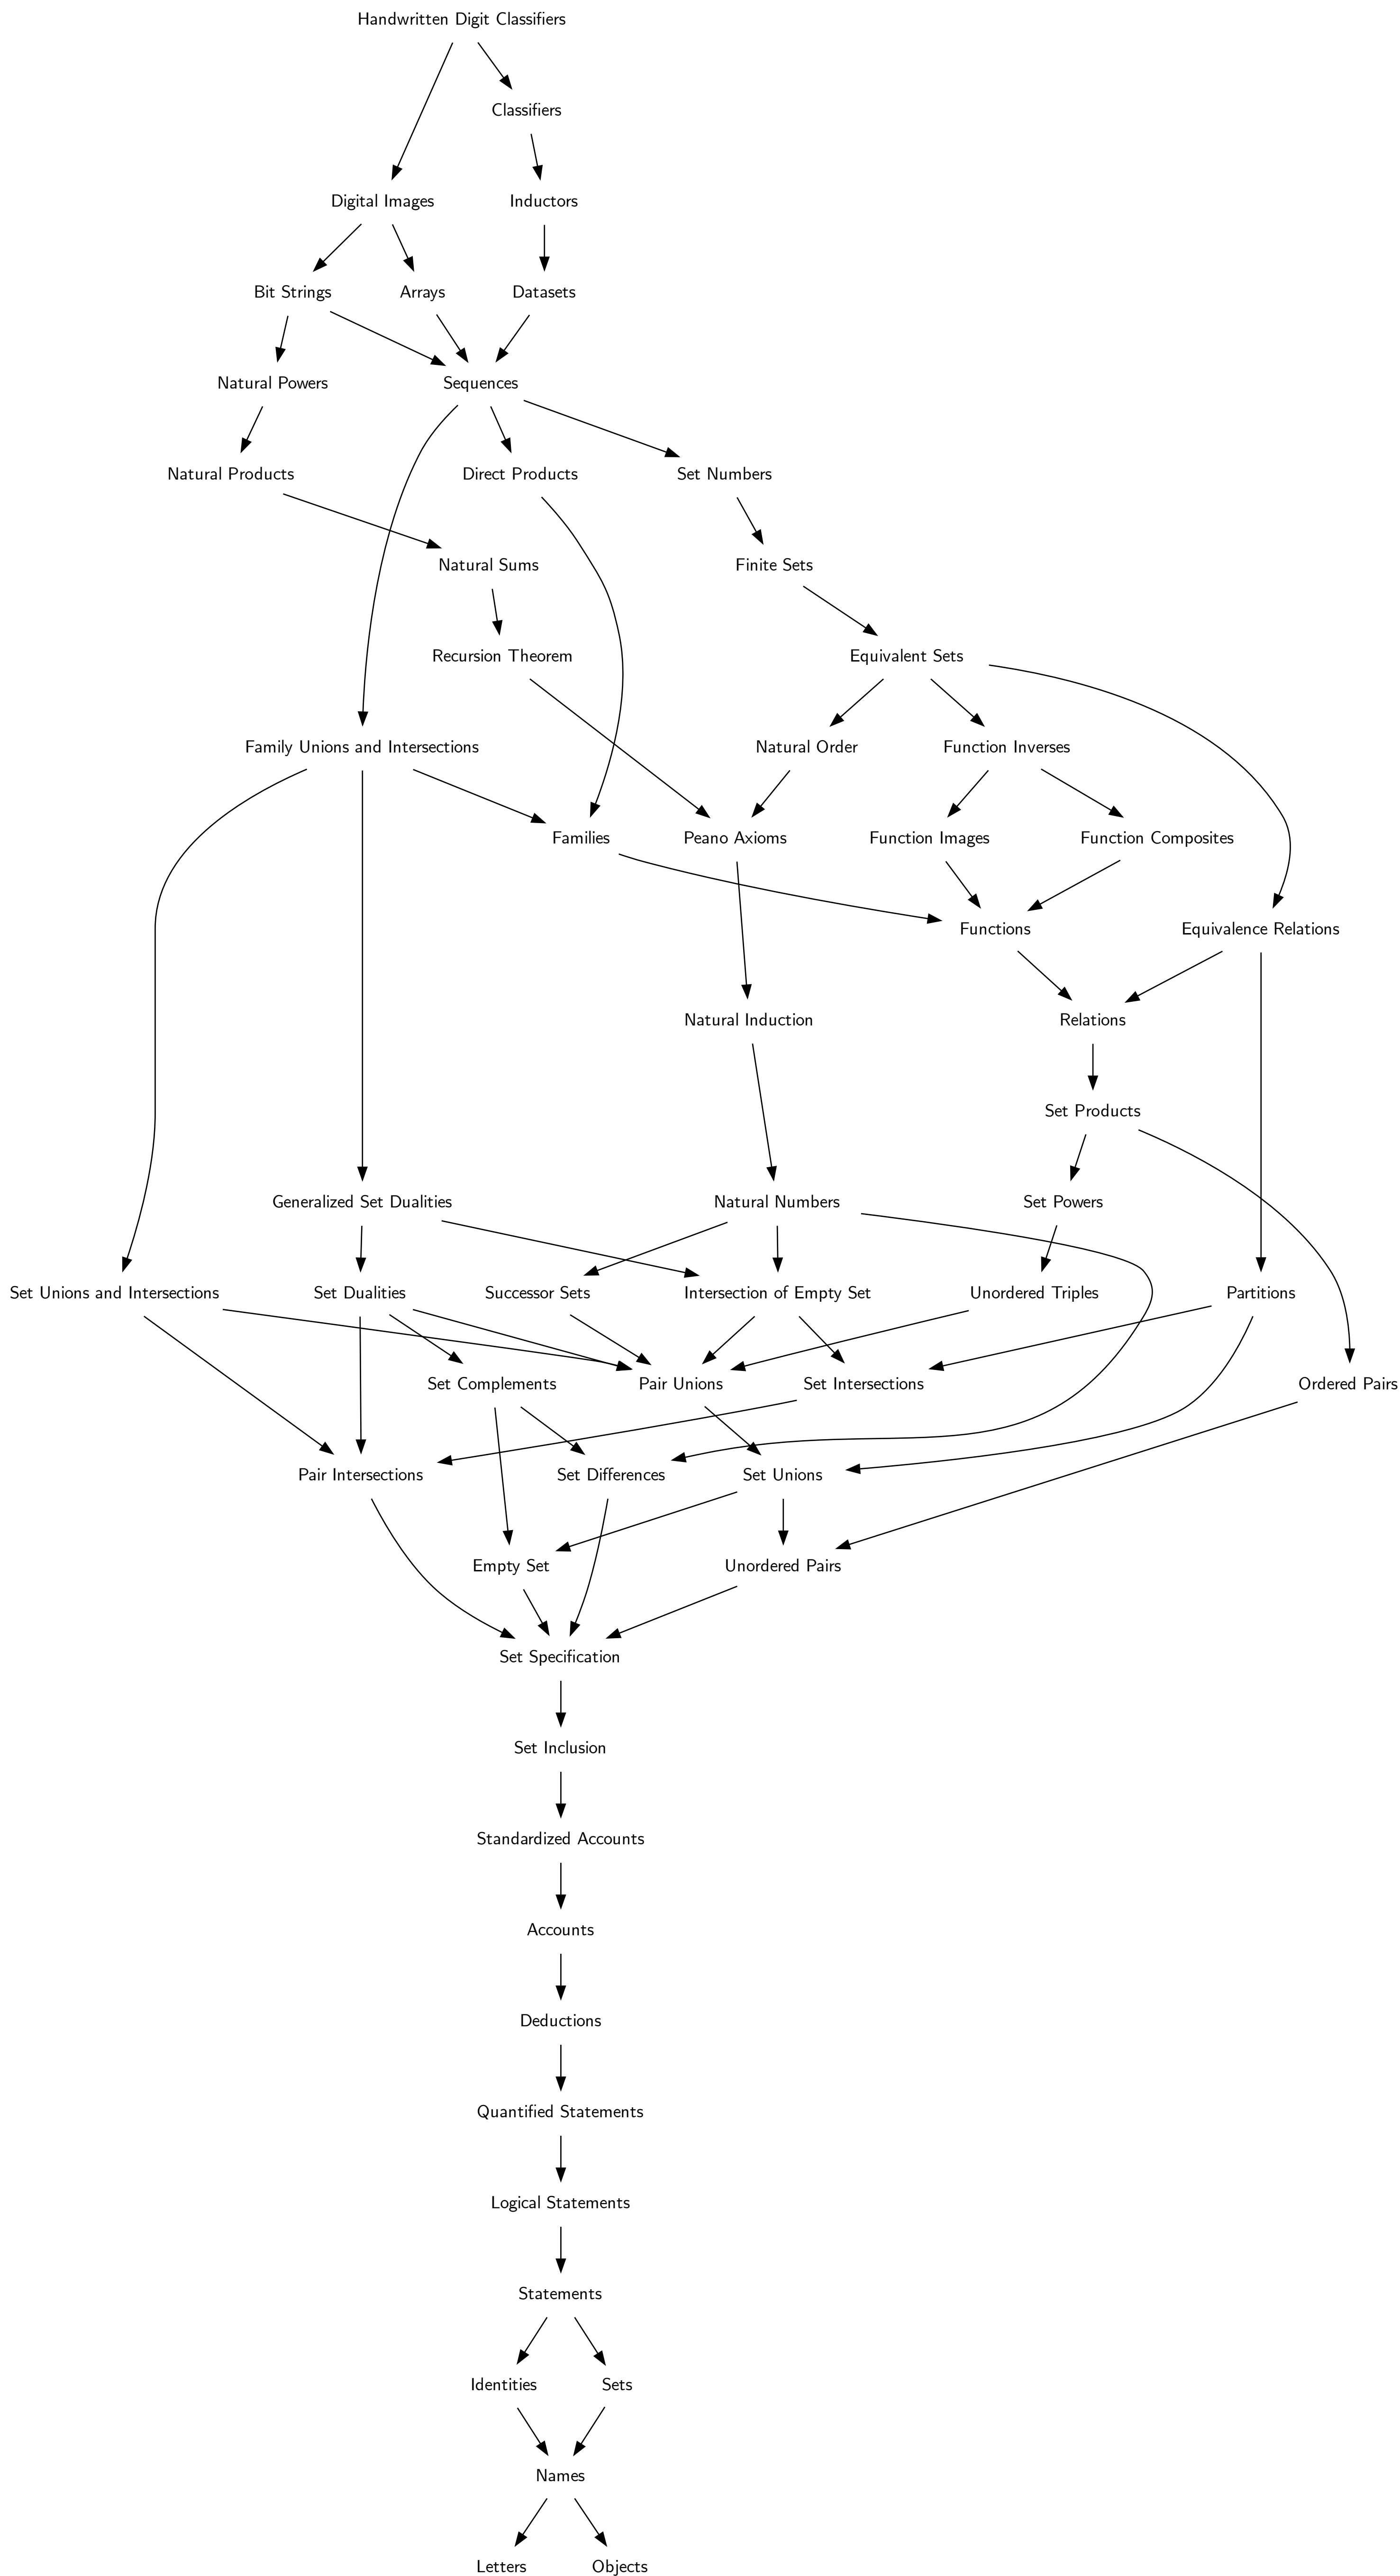 Handwritten Digit Classifiers
Classifiers
Digital Images
Inductors
Bit Strings
Arrays
Datasets
Natural Powers
Sequences
Natural Products
Direct Products
Set Numbers
Natural Sums
Finite Sets
Recursion Theorem
Equivalent Sets
Family Unions and Intersections
Natural Order
Function Inverses
Families
Peano Axioms
Function Images
Function Composites
Functions
Equivalence Relations
Natural Induction
Relations
Set Products
Generalized Set Dualities
Natural Numbers
Set Powers
Set Unions and Intersections
Set Dualities
Successor Sets
Intersection of Empty Set
Unordered Triples
Partitions
Set Complements
Pair Unions
Set Intersections
Ordered Pairs
Pair Intersections
Set Differences
Set Unions
Empty Set
Unordered Pairs
Set Specification
Set Inclusion
Standardized Accounts
Accounts
Deductions
Quantified Statements
Logical Statements
Statements
Identities
Sets
Names
Letters
Objects